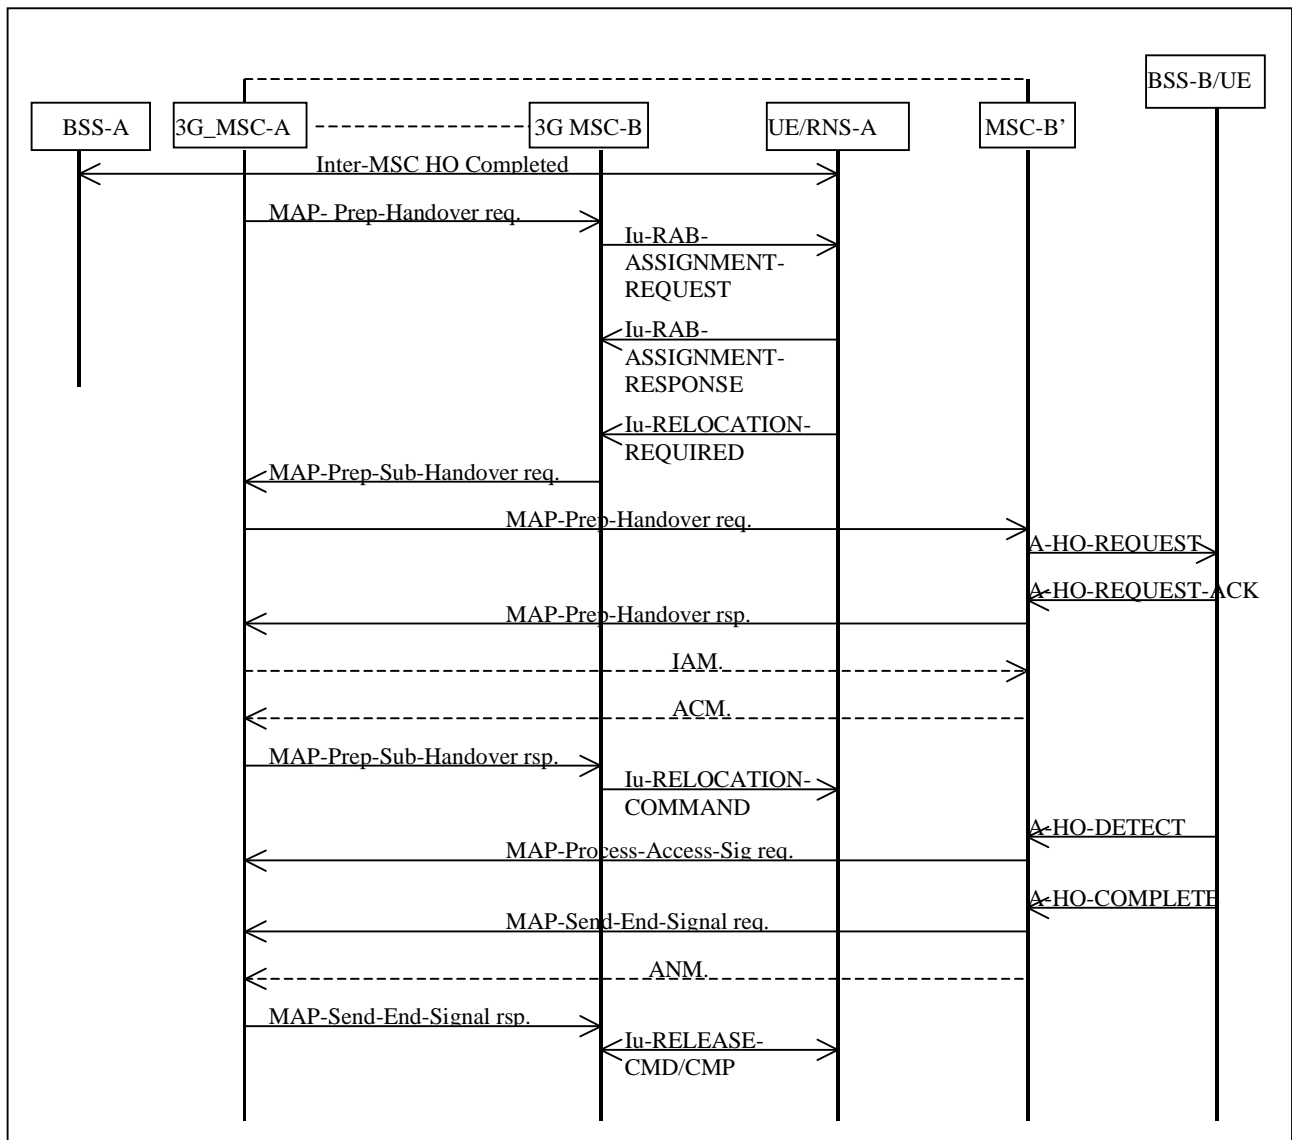 BSS-B/UE
BSS-A
3G_MSC-A
3G MSC-B
UE/RNS-A
MSC-B’
Inter-MSC HO Completed
MAP- Prep-Handover req.
Iu-RAB-
ASSIGNMENT-
REQUEST
Iu-RAB-
ASSIGNMENT-
RESPONSE
Iu-RELOCATION-
REQUIRED
MAP-Prep-Sub-Handover req.
MAP-Prep-Handover req.
A-HO-REQUEST
A-HO-REQUEST-ACK
MAP-Prep-Handover rsp.
IAM.
ACM.
MAP-Prep-Sub-Handover rsp.
Iu-RELOCATION-
COMMAND
A-HO-DETECT
MAP-Process-Access-Sig req.
A-HO-COMPLETE
MAP-Send-End-Signal req.
ANM.
MAP-Send-End-Signal rsp.
Iu-RELEASE-
CMD/CMP